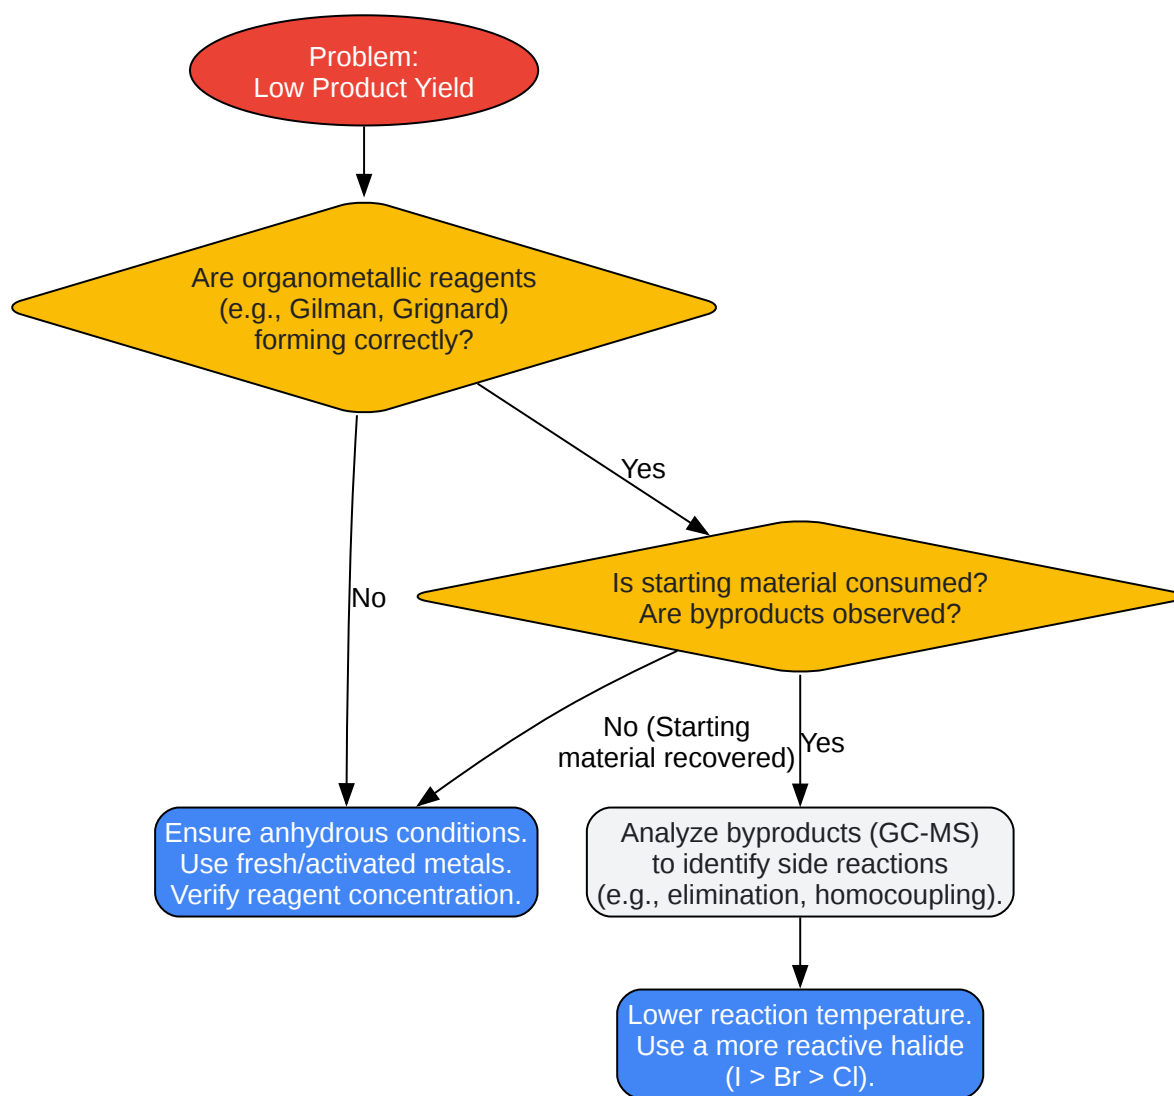 Problem:
Low Product Yield
Are organometallic reagents
(e.g., Gilman, Grignard)
forming correctly?
Yes
No
Is starting material consumed?
Are byproducts observed?
No (Starting
material recovered)
Yes
Ensure anhydrous conditions.
Use fresh/activated metals.
Verify reagent concentration.
Analyze byproducts (GC-MS)
to identify side reactions
(e.g., elimination, homocoupling).
Lower reaction temperature.
Use a more reactive halide
(I > Br > Cl).